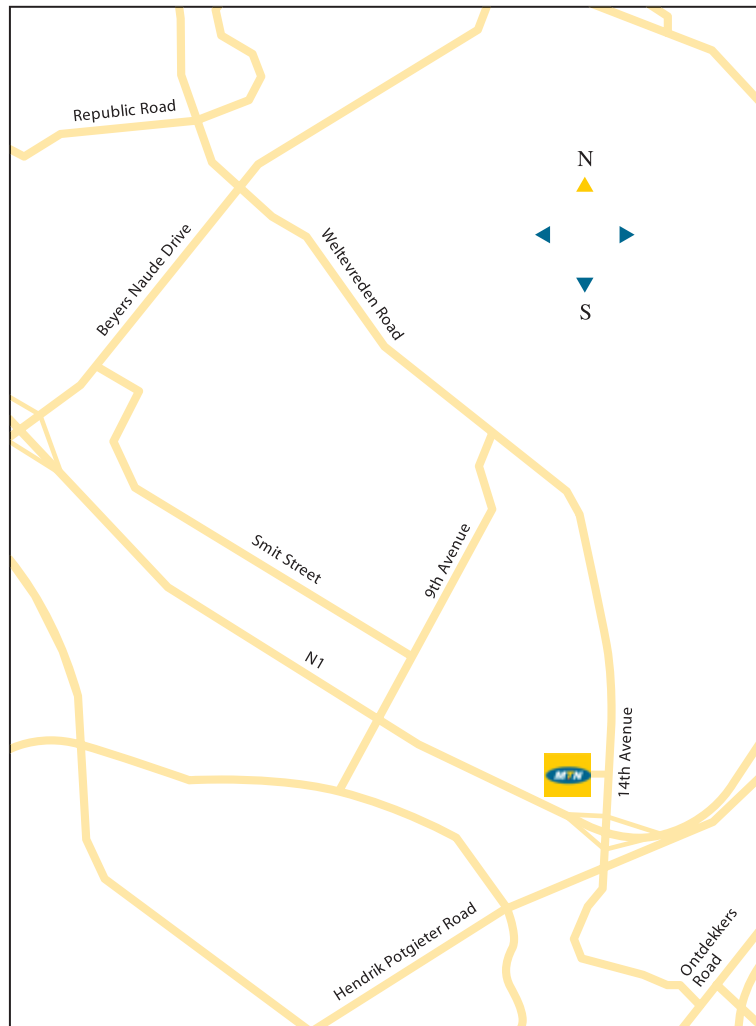 Republic Road
N
Beyers Naude Drive
Weltevreden Road
S
Smit Street
9th Avenue
N1
14th Avenue
MTN
Hendrik Potgieter Road
Ontdekkers
Road